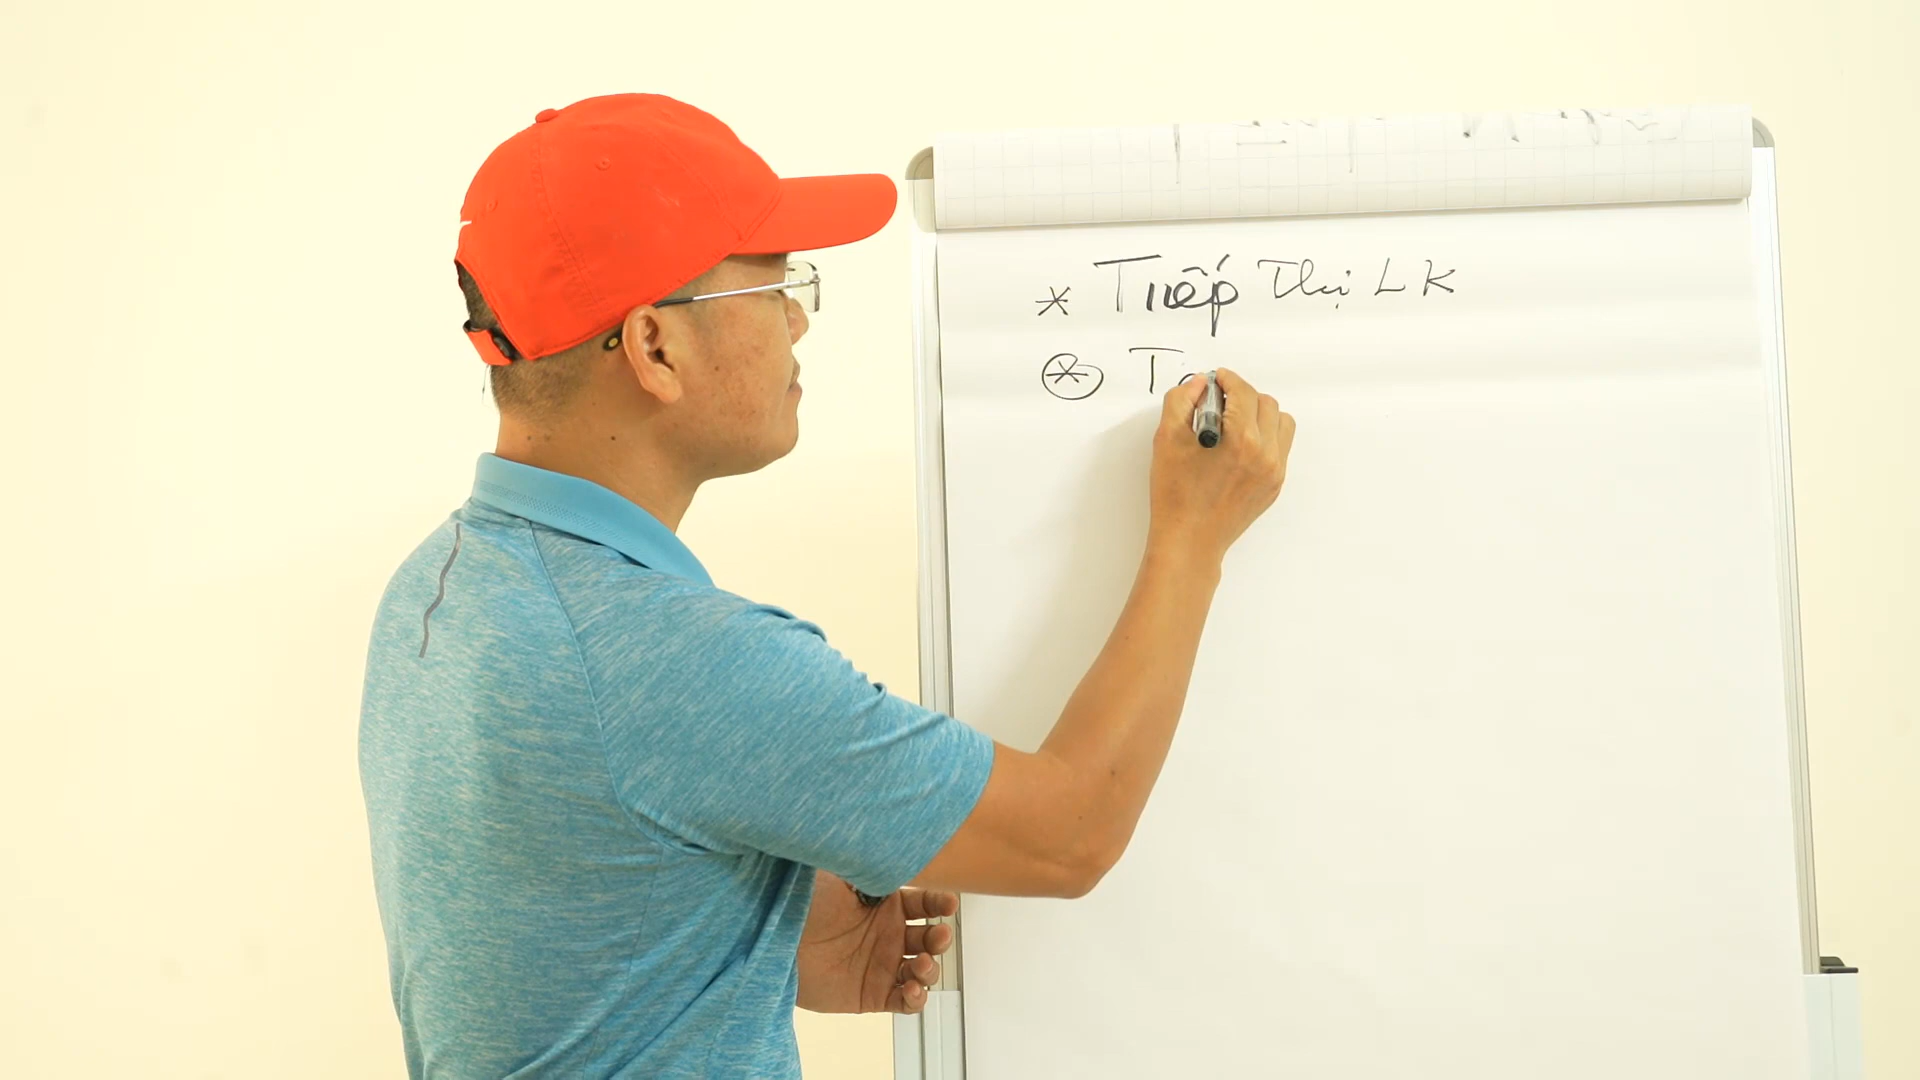 * Tiếp Thị LK